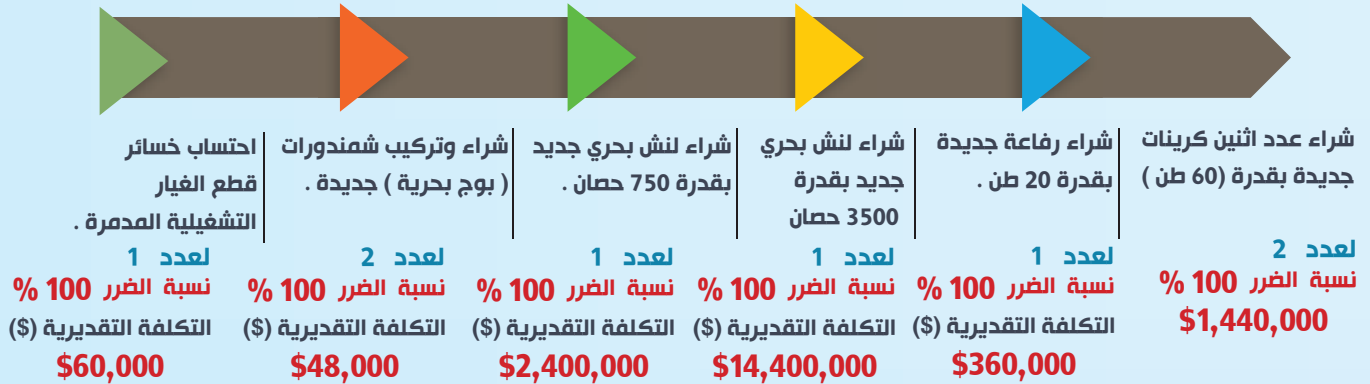 شراء عدد اثنين كرينات
جديدة بقدرة (60 طن )
لعدد 2
نسبة الضرر 100 %
$1,440,000
شراء رفاعة جديدة
بقدرة 20 طن .
لعدد 1
نسبة الضرر 100 %
التكلفة التقديرية ($)
$360,000
شراء لنش بحري
جديد بقدرة
3500 حصان
لعدد 1
نسبة الضرر 100 %
التكلفة التقديرية ($)
$14,400,000
شراء لنش بحري جديد
بقدرة 750 حصان .
لعدد 1
نسبة الضرر 100 %
التكلفة التقديرية ($)
$2,400,000
شراء وتركيب شمندورات
( بوج بحرية ) جديدة .
لعدد 2
نسبة الضرر 100 %
التكلفة التقديرية ($)
$48,000
احتساب خسائر
قطع الغيار
التشغيلية المدمرة .
لعدد 1
نسبة الضرر 100 %
التكلفة التقديرية ($)
$60,000